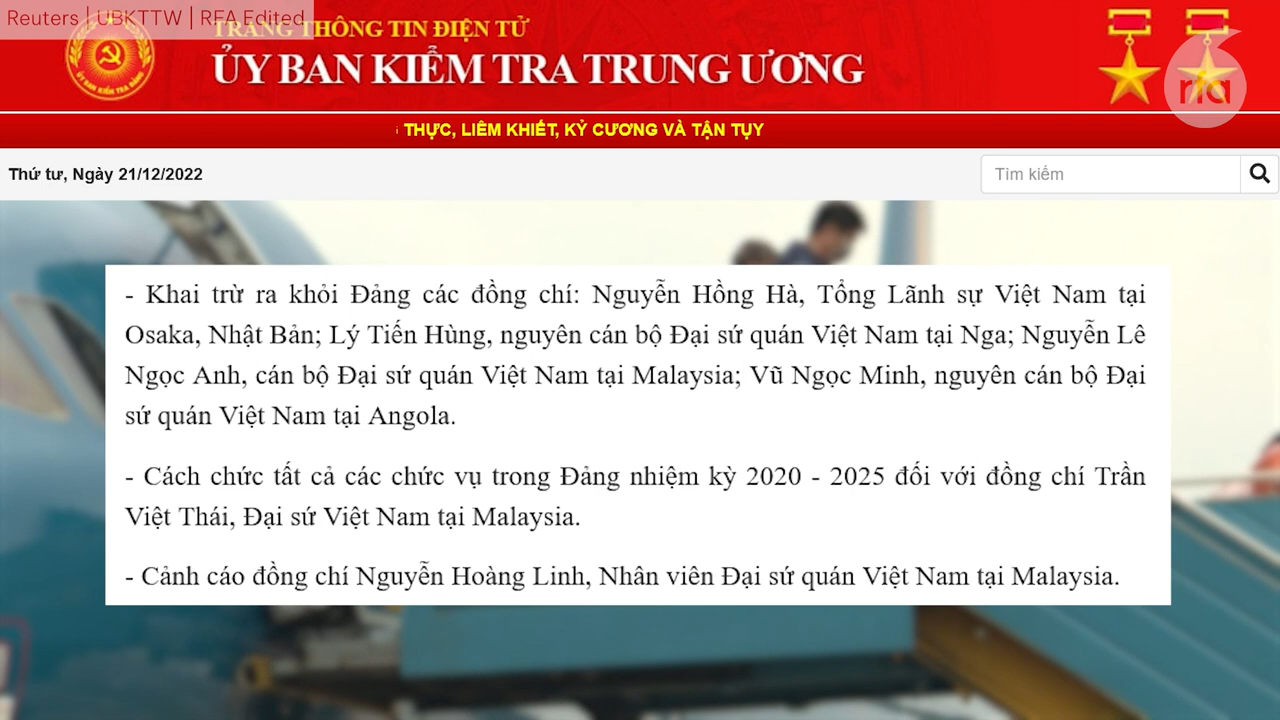 Reuters | UBKTTW | RFA Edited
TRANG THÔNG TIN ĐIỆN TỬ
ỦY BAN KIỂM TRA TRUNG ƯƠNG
ỦY BAN KIỂM TRA ĐẢNG
rfa
THỰC, LIÊM KHIẾT, KỶ CƯƠNG VÀ TẬN TỤY
Thứ tư, Ngày 21/12/2022
Tìm kiếm
- Khai trừ ra khỏi Đảng các đồng chí: Nguyễn Hồng Hà, Tổng Lãnh sự Việt Nam tại
Osaka, Nhật Bản; Lý Tiến Hùng, nguyên cán bộ Đại sứ quán Việt Nam tại Nga; Nguyễn Lê
Ngọc Anh, cán bộ Đại sứ quán Việt Nam tại Malaysia; Vũ Ngọc Minh, nguyên cán bộ Đại
sứ quán Việt Nam tại Angola.
- Cách chức tất cả các chức vụ trong Đảng nhiệm kỳ 2020 - 2025 đối với đồng chí Trần
Việt Thái, Đại sứ Việt Nam tại Malaysia.
- Cảnh cáo đồng chí Nguyễn Hoàng Linh, Nhân viên Đại sứ quán Việt Nam tại Malaysia.